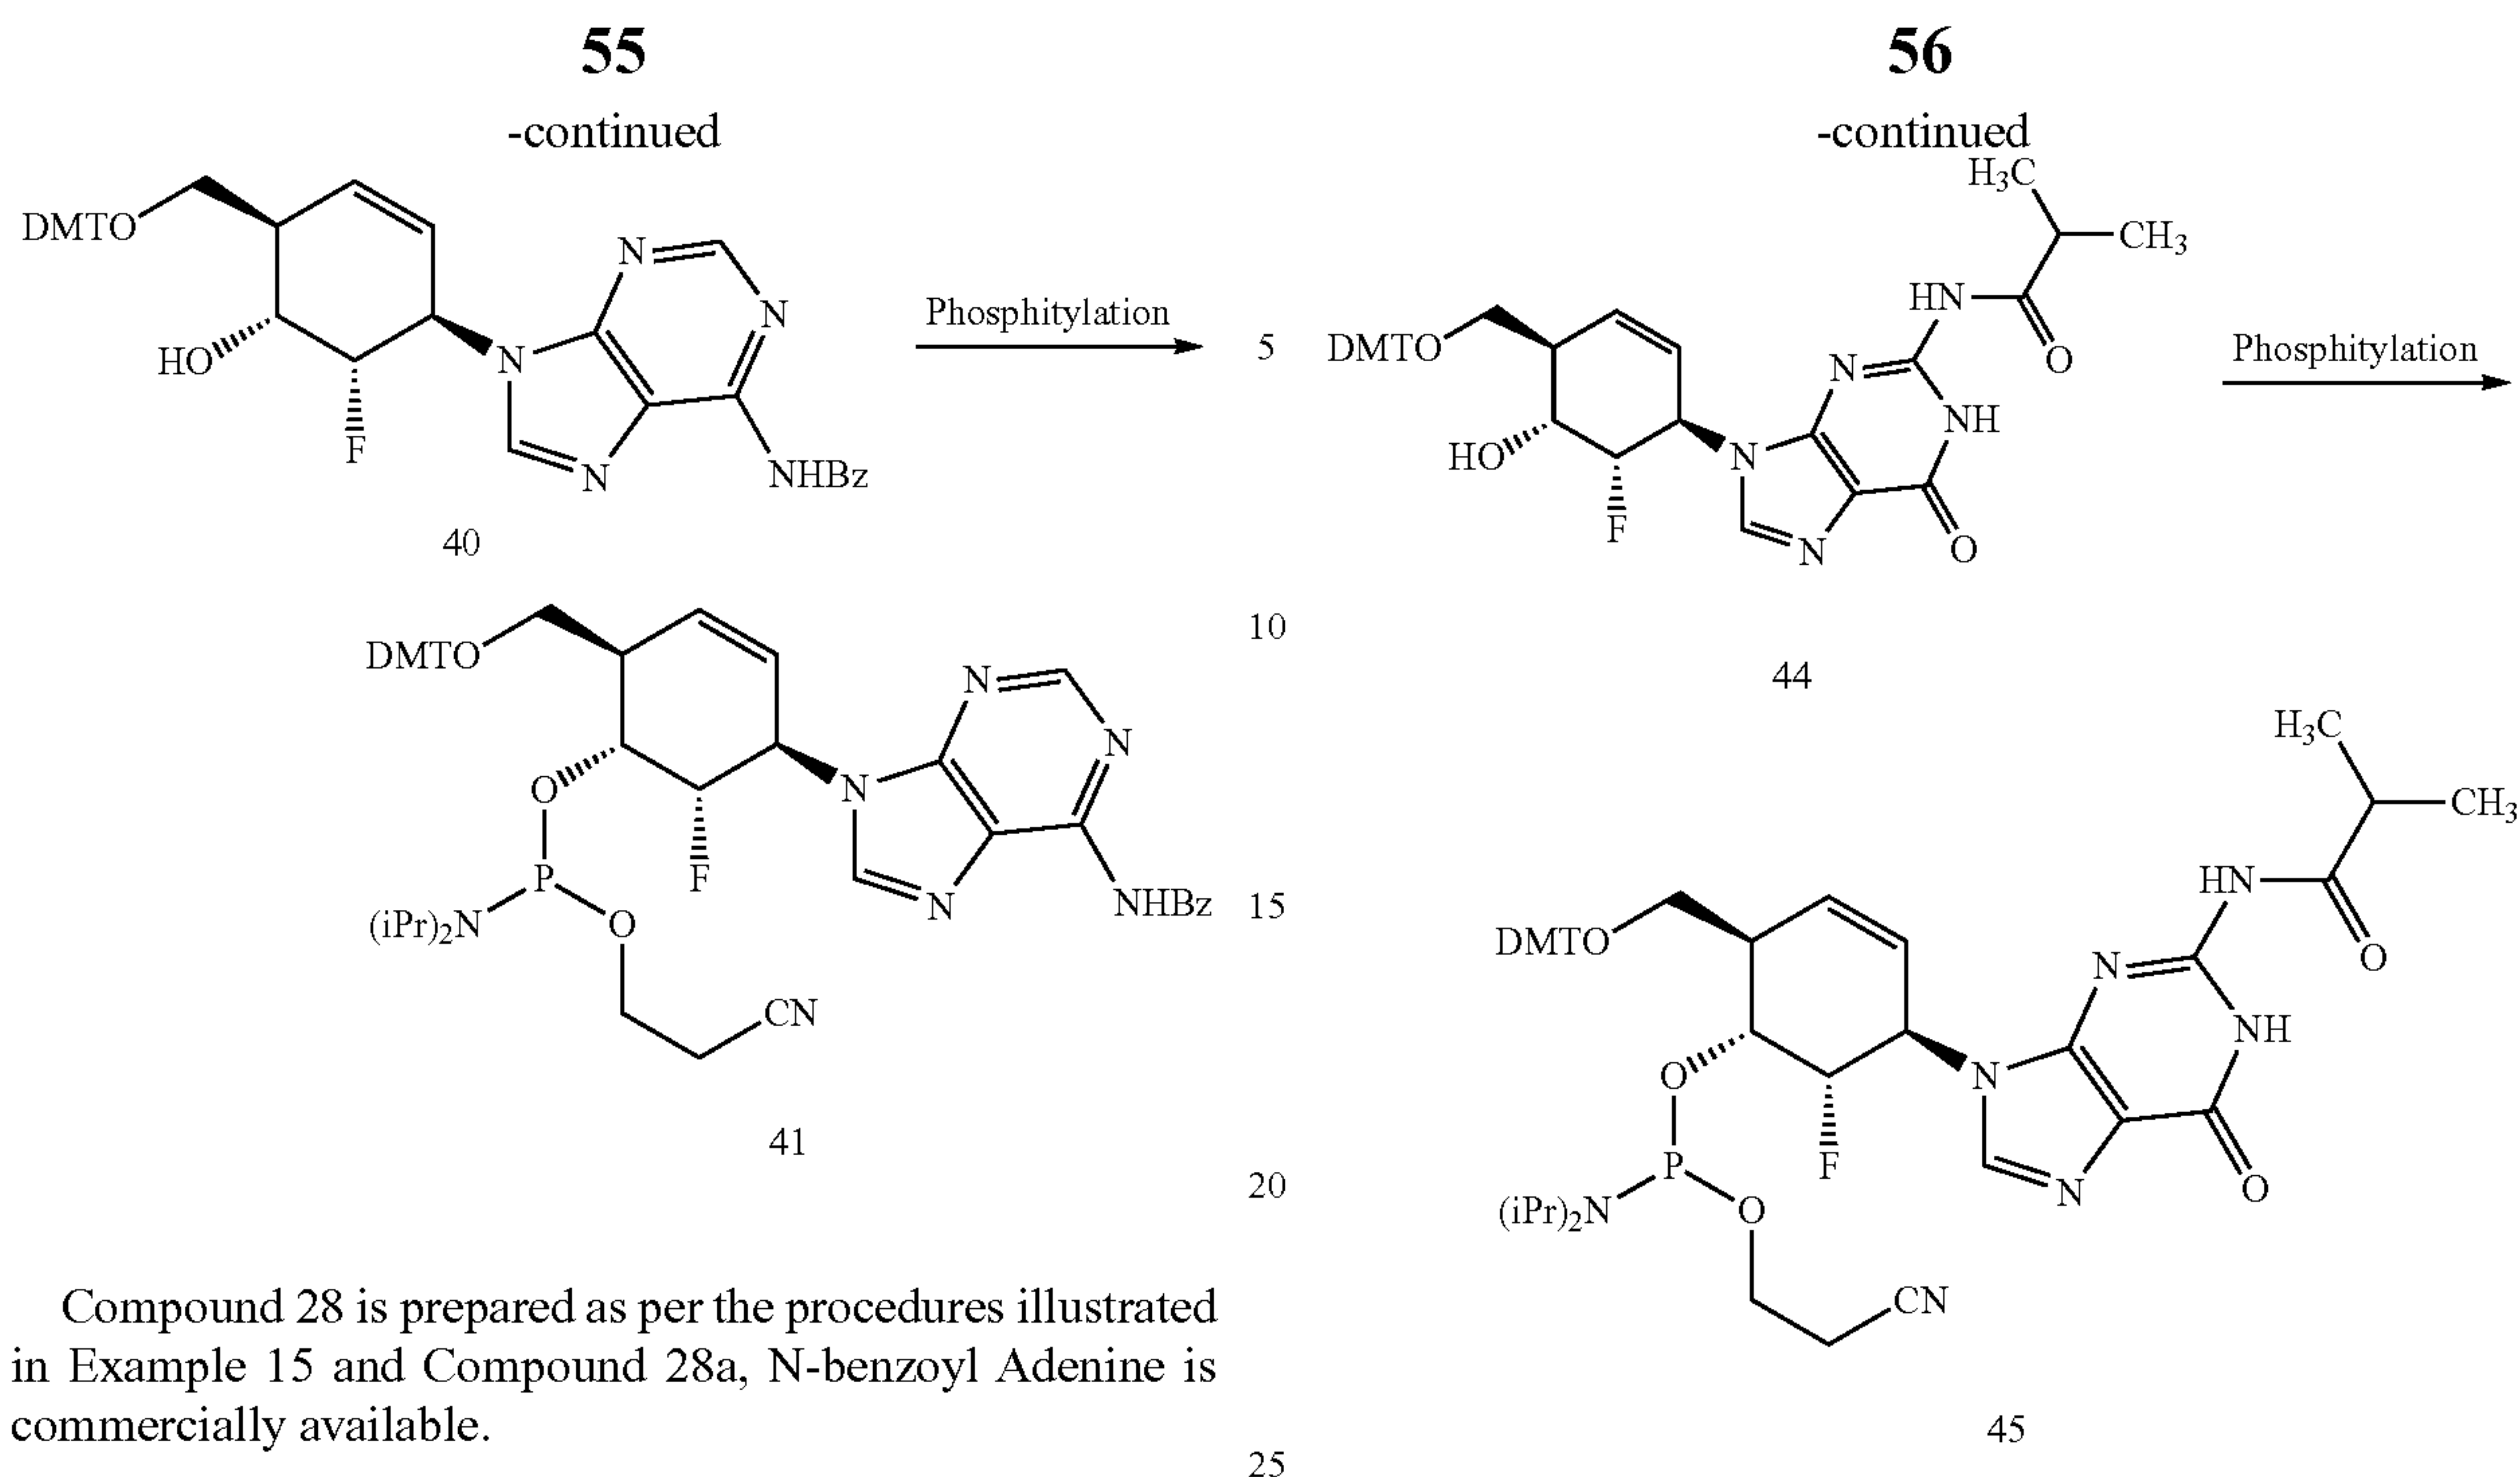 55
-continued
DMTO
HO
F
N
N
N
N
NHBz
Phosphitylation
40
DMTO
O
P
(iPr)2N
O
CN
F
N
N
N
N
NHBz
41
Compound 28 is prepared as per the procedures illustrated
in Example 15 and Compound 28a, N-benzoyl Adenine is
commercially available.
5
10
15
20
25
56
-continued
H3C
CH3
HN
O
DMTO
HO
F
N
NH
N
N
O
Phosphitylation
44
H3C
CH3
HN
O
DMTO
N
NH
O
N
F
P
N
O
(iPr)2N
O
CN
45